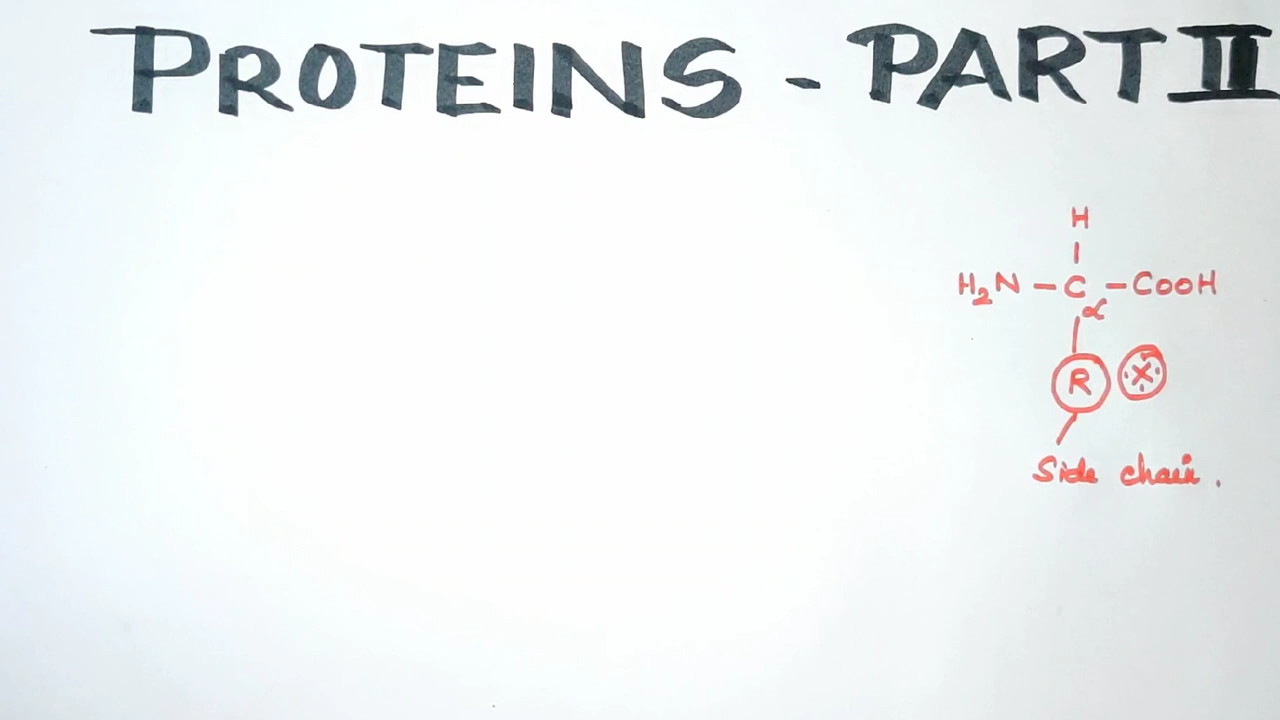 PROTEINS - PART II
H
H₂N - C - COOH
α
R X
Side chain.